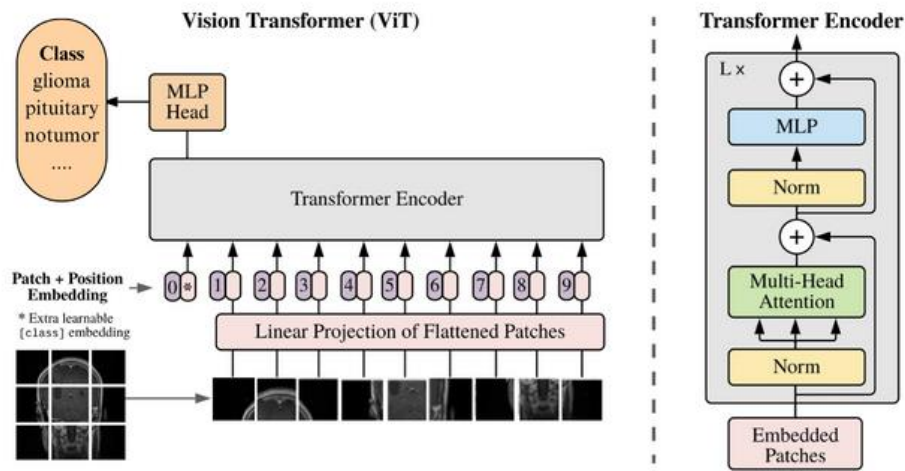 Vision Transformer (ViT)
Class
glioma
pituitary
notumor
....
MLP
Head
Transformer Encoder
Patch + Position
Embedding
0 * 1 2 3 4 5 6 7 8 9
* Extra learnable
[class] embedding
Linear Projection of Flattened Patches
Transformer Encoder
L ×
+
MLP
Norm
+
Multi-Head
Attention
Norm
Embedded
Patches